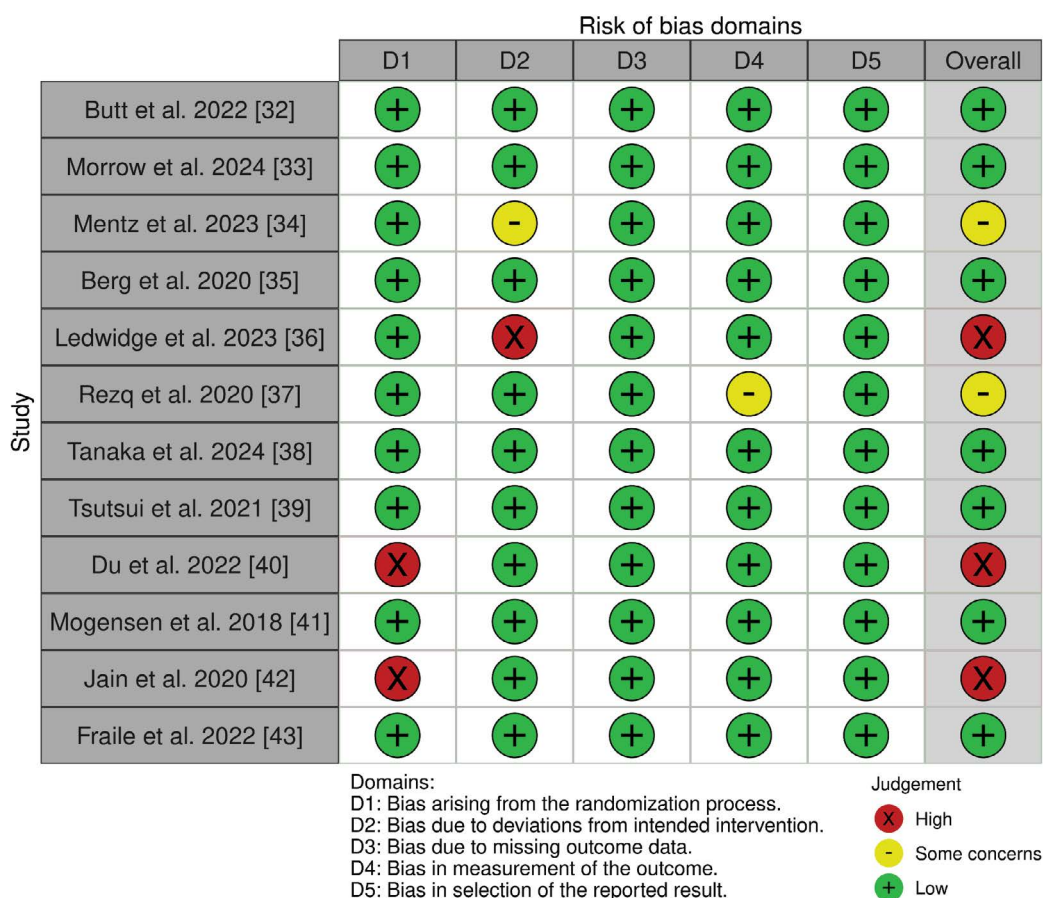 Risk of bias domains
D1 D2 D3 D4 D5 Overall
Study
Butt et al. 2022 [32] + + + + + +
Morrow et al. 2024 [33] + + + + + +
Mentz et al. 2023 [34] + - + + + -
Berg et al. 2020 [35] + + + + + +
Ledwidge et al. 2023 [36] + X + + + X
Rezq et al. 2020 [37] + + + - + -
Tanaka et al. 2024 [38] + + + + + +
Tsutsui et al. 2021 [39] + + + + + +
Du et al. 2022 [40] X + + + + X
Mogensen et al. 2018 [41] + + + + + +
Jain et al. 2020 [42] X + + + + X
Fraile et al. 2022 [43] + + + + + +
Domains:
D1: Bias arising from the randomization process.
D2: Bias due to deviations from intended intervention.
D3: Bias due to missing outcome data.
D4: Bias in measurement of the outcome.
D5: Bias in selection of the reported result.
Judgement
X High
- Some concerns
+ Low